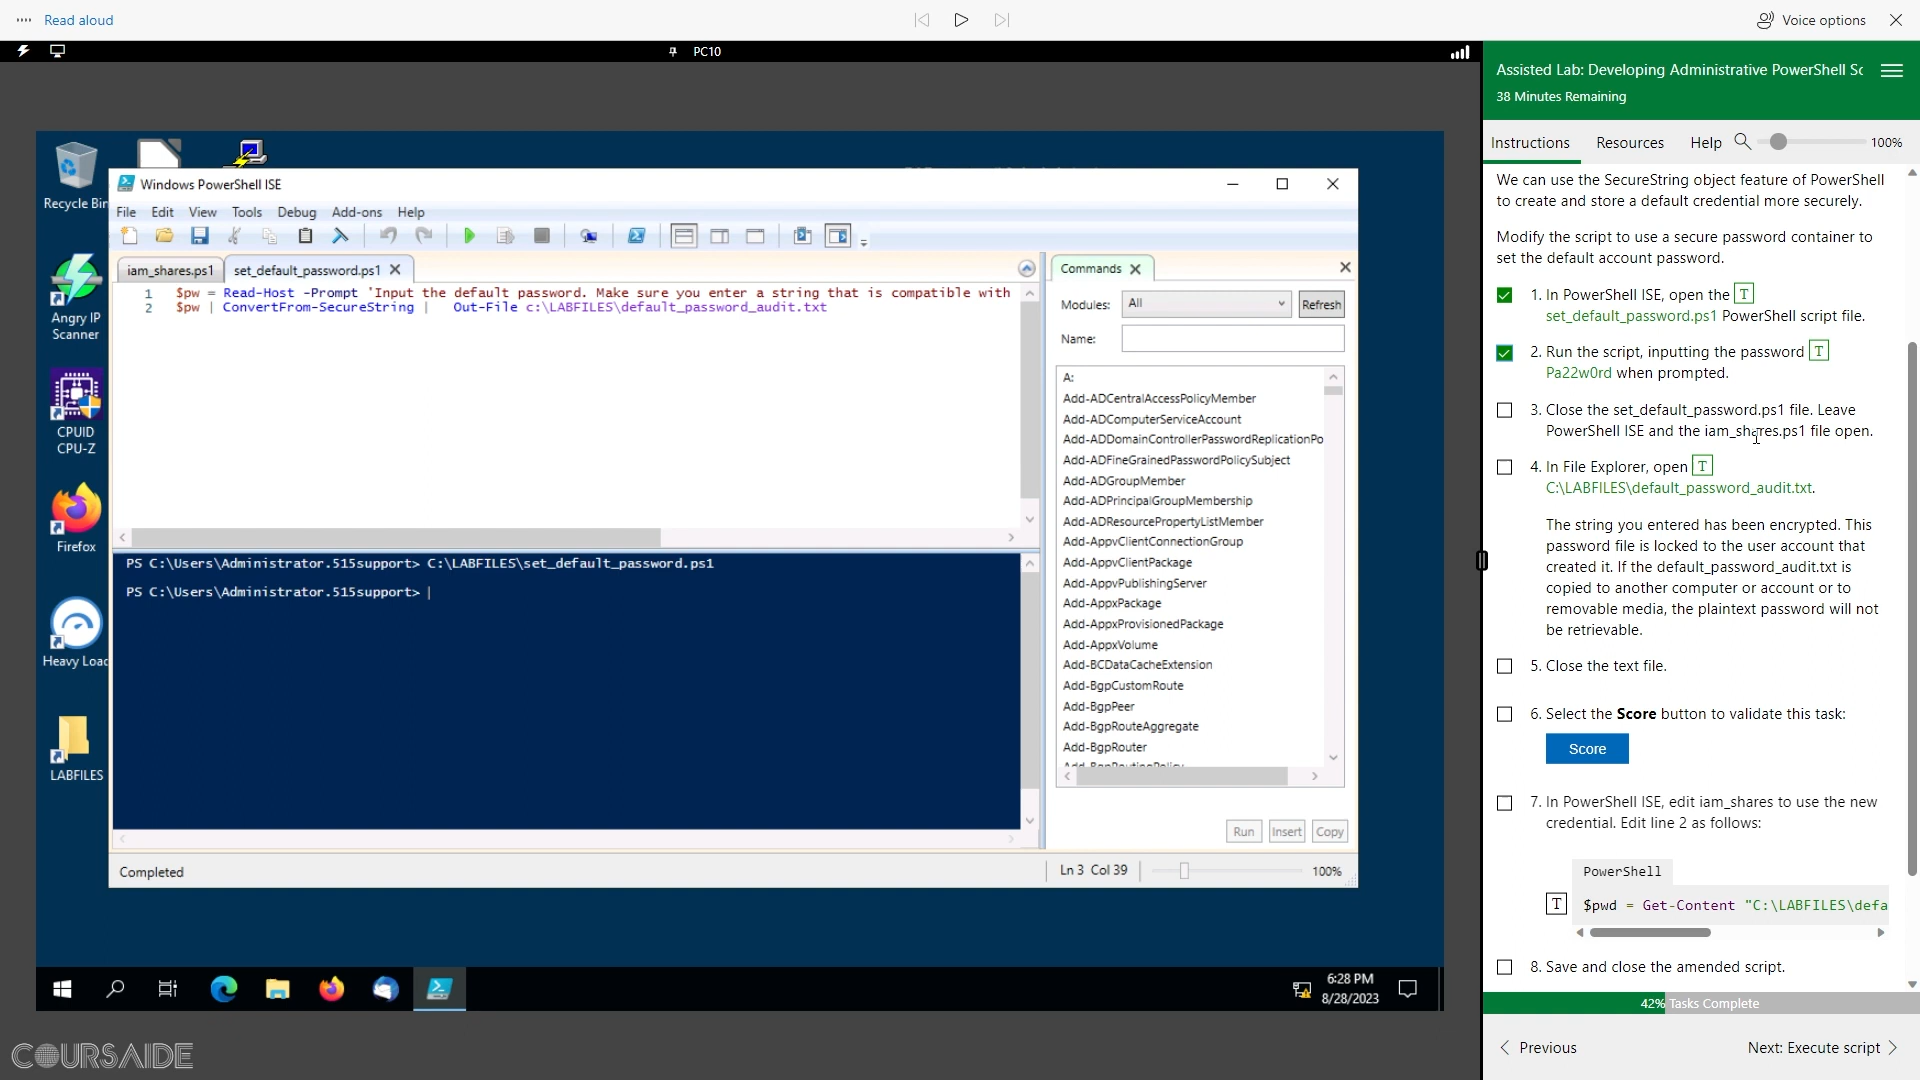 Read aloud
Voice options
PC10
Assisted Lab: Developing Administrative PowerShell Sc
38 Minutes Remaining
Instructions Resources Help 100%
We can use the SecureString object feature of PowerShell
to create and store a default credential more securely.
Modify the script to use a secure password container to
set the default account password.
1. In PowerShell ISE, open the T
set_default_password.ps1 PowerShell script file.
2. Run the script, inputting the password T
Pa22w0rd when prompted.
3. Close the set_default_password.ps1 file. Leave
PowerShell ISE and the iam_shares.ps1 file open.
4. In File Explorer, open T
C:\LABFILES\default_password_audit.txt.
The string you entered has been encrypted. This
password file is locked to the user account that
created it. If the default_password_audit.txt is
copied to another computer or account or to
removable media, the plaintext password will not
be retrievable.
5. Close the text file.
6. Select the Score button to validate this task:
Score
7. In PowerShell ISE, edit iam_shares to use the new
credential. Edit line 2 as follows:
PowerShell
T $pwd = Get-Content "C:\LABFILES\defa
8. Save and close the amended script.
42% Tasks Complete
Previous
Next: Execute script
Recycle Bin
Angry IP
Scanner
CPUID
CPU-Z
Firefox
Heavy Load
LABFILES
Windows PowerShell ISE
File Edit View Tools Debug Add-ons Help
iam_shares.ps1 set_default_password.ps1
1 $pw = Read-Host -Prompt 'Input the default password. Make sure you enter a string that is compatible with
2 $pw | ConvertFrom-SecureString | Out-File c:\LABFILES\default_password_audit.txt
PS C:\Users\Administrator.515support> C:\LABFILES\set_default_password.ps1
PS C:\Users\Administrator.515support>
Commands
Modules: All Refresh
Name:
A:
Add-ADCentralAccessPolicyMember
Add-ADComputerServiceAccount
Add-ADDomainControllerPasswordReplicationPo
Add-ADFineGrainedPasswordPolicySubject
Add-ADGroupMember
Add-ADPrincipalGroupMembership
Add-ADResourcePropertyListMember
Add-AppvClientConnectionGroup
Add-AppvClientPackage
Add-AppvPublishingServer
Add-AppxPackage
Add-AppxProvisionedPackage
Add-AppxVolume
Add-BCDataCacheExtension
Add-BgpCustomRoute
Add-BgpPeer
Add-BgpRouteAggregate
Add-BgpRouter
Add-BgpRoutingPolicy
Run Insert Copy
Completed
Ln 3 Col 39
100%
6:28 PM
8/28/2023
COURSAIDE